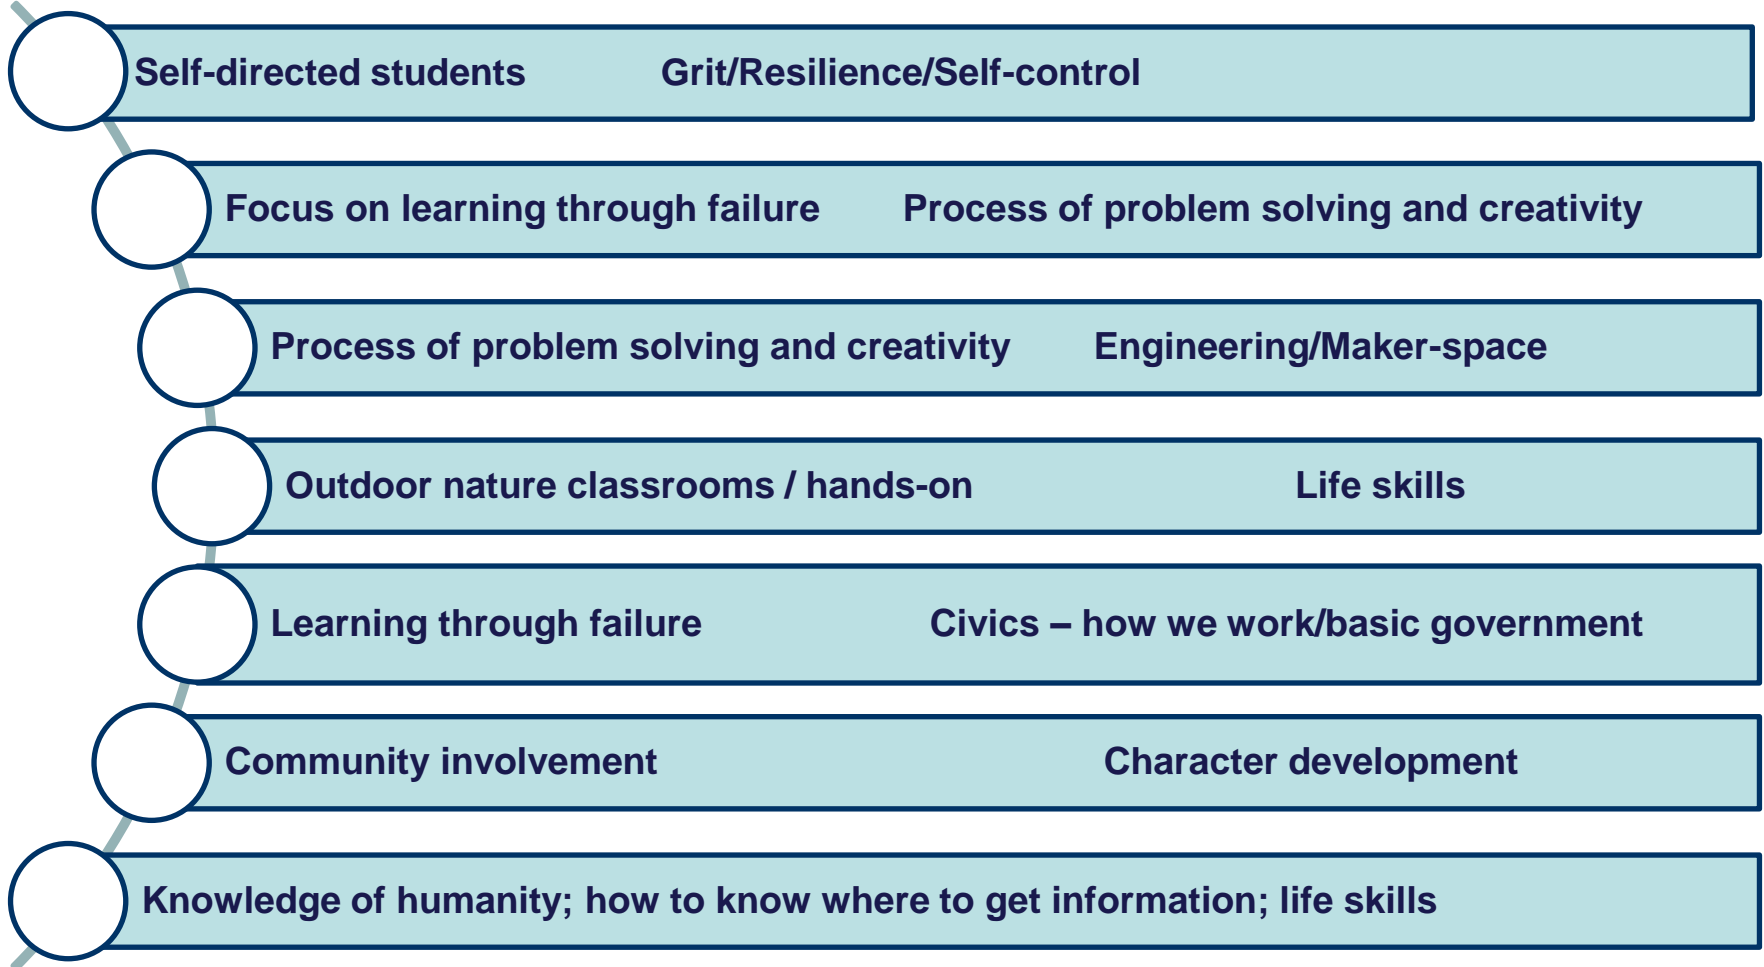 Self-directed students Grit/Resilience/Self-control
Focus on learning through failure Process of problem solving and creativity
Process of problem solving and creativity Engineering/Maker-space
Outdoor nature classrooms / hands-on Life skills
Learning through failure Civics – how we work/basic government
Community involvement Character development
Knowledge of humanity; how to know where to get information; life skills